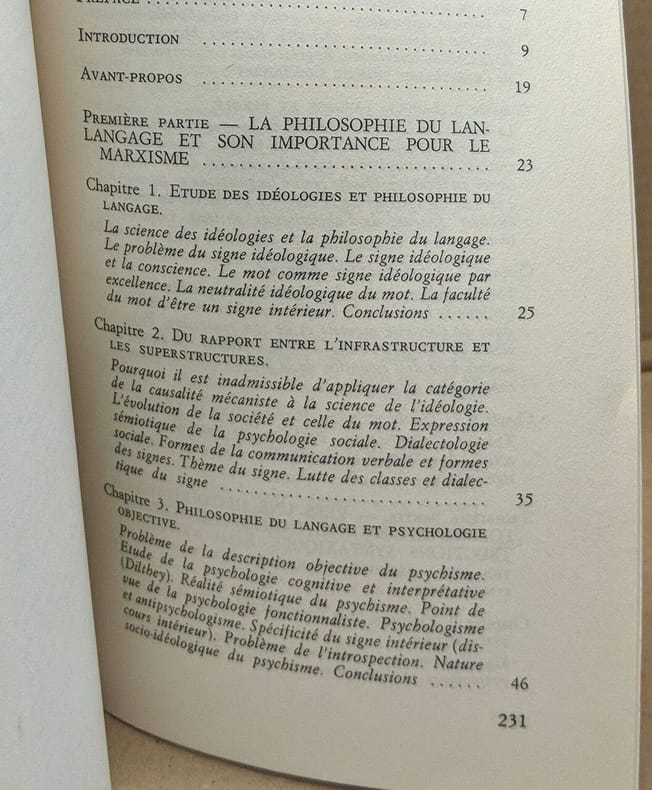 PRÉFACE ................ 7
INTRODUCTION ................ 9
AVANT-PROPOS ................ 19
PREMIÈRE PARTIE — LA PHILOSOPHIE DU LAN-
LANGAGE ET SON IMPORTANCE POUR LE
MARXISME ................ 23
Chapitre 1. ETUDE DES IDÉOLOGIES ET PHILOSOPHIE DU
LANGAGE.
La science des idéologies et la philosophie du langage.
Le problème du signe idéologique. Le signe idéologique
et la conscience. Le mot comme signe idéologique par
excellence. La neutralité idéologique du mot. La faculté
du mot d'être un signe intérieur. Conclusions ...... 25
Chapitre 2. DU RAPPORT ENTRE L'INFRASTRUCTURE ET
LES SUPERSTRUCTURES.
Pourquoi il est inadmissible d'appliquer la catégorie
de la causalité mécaniste à la science de l'idéologie.
L'évolution de la société et celle du mot. Expression
sémiotique de la psychologie sociale. Dialectologie
sociale. Formes de la communication verbale et formes
des signes. Thème du signe. Lutte des classes et dialec-
tique du signe ................ 35
Chapitre 3. PHILOSOPHIE DU LANGAGE ET PSYCHOLOGIE
OBJECTIVE.
Problème de la description objective du psychisme.
Etude de la psychologie cognitive et interprétative
(Dilthey). Réalité sémiotique du psychisme. Point de
vue de la psychologie fonctionnaliste. Psychologisme
et antipsychologisme. Spécificité du signe intérieur (dis-
cours intérieur). Problème de l'introspection. Nature
socio-idéologique du psychisme. Conclusions ...... 46
231